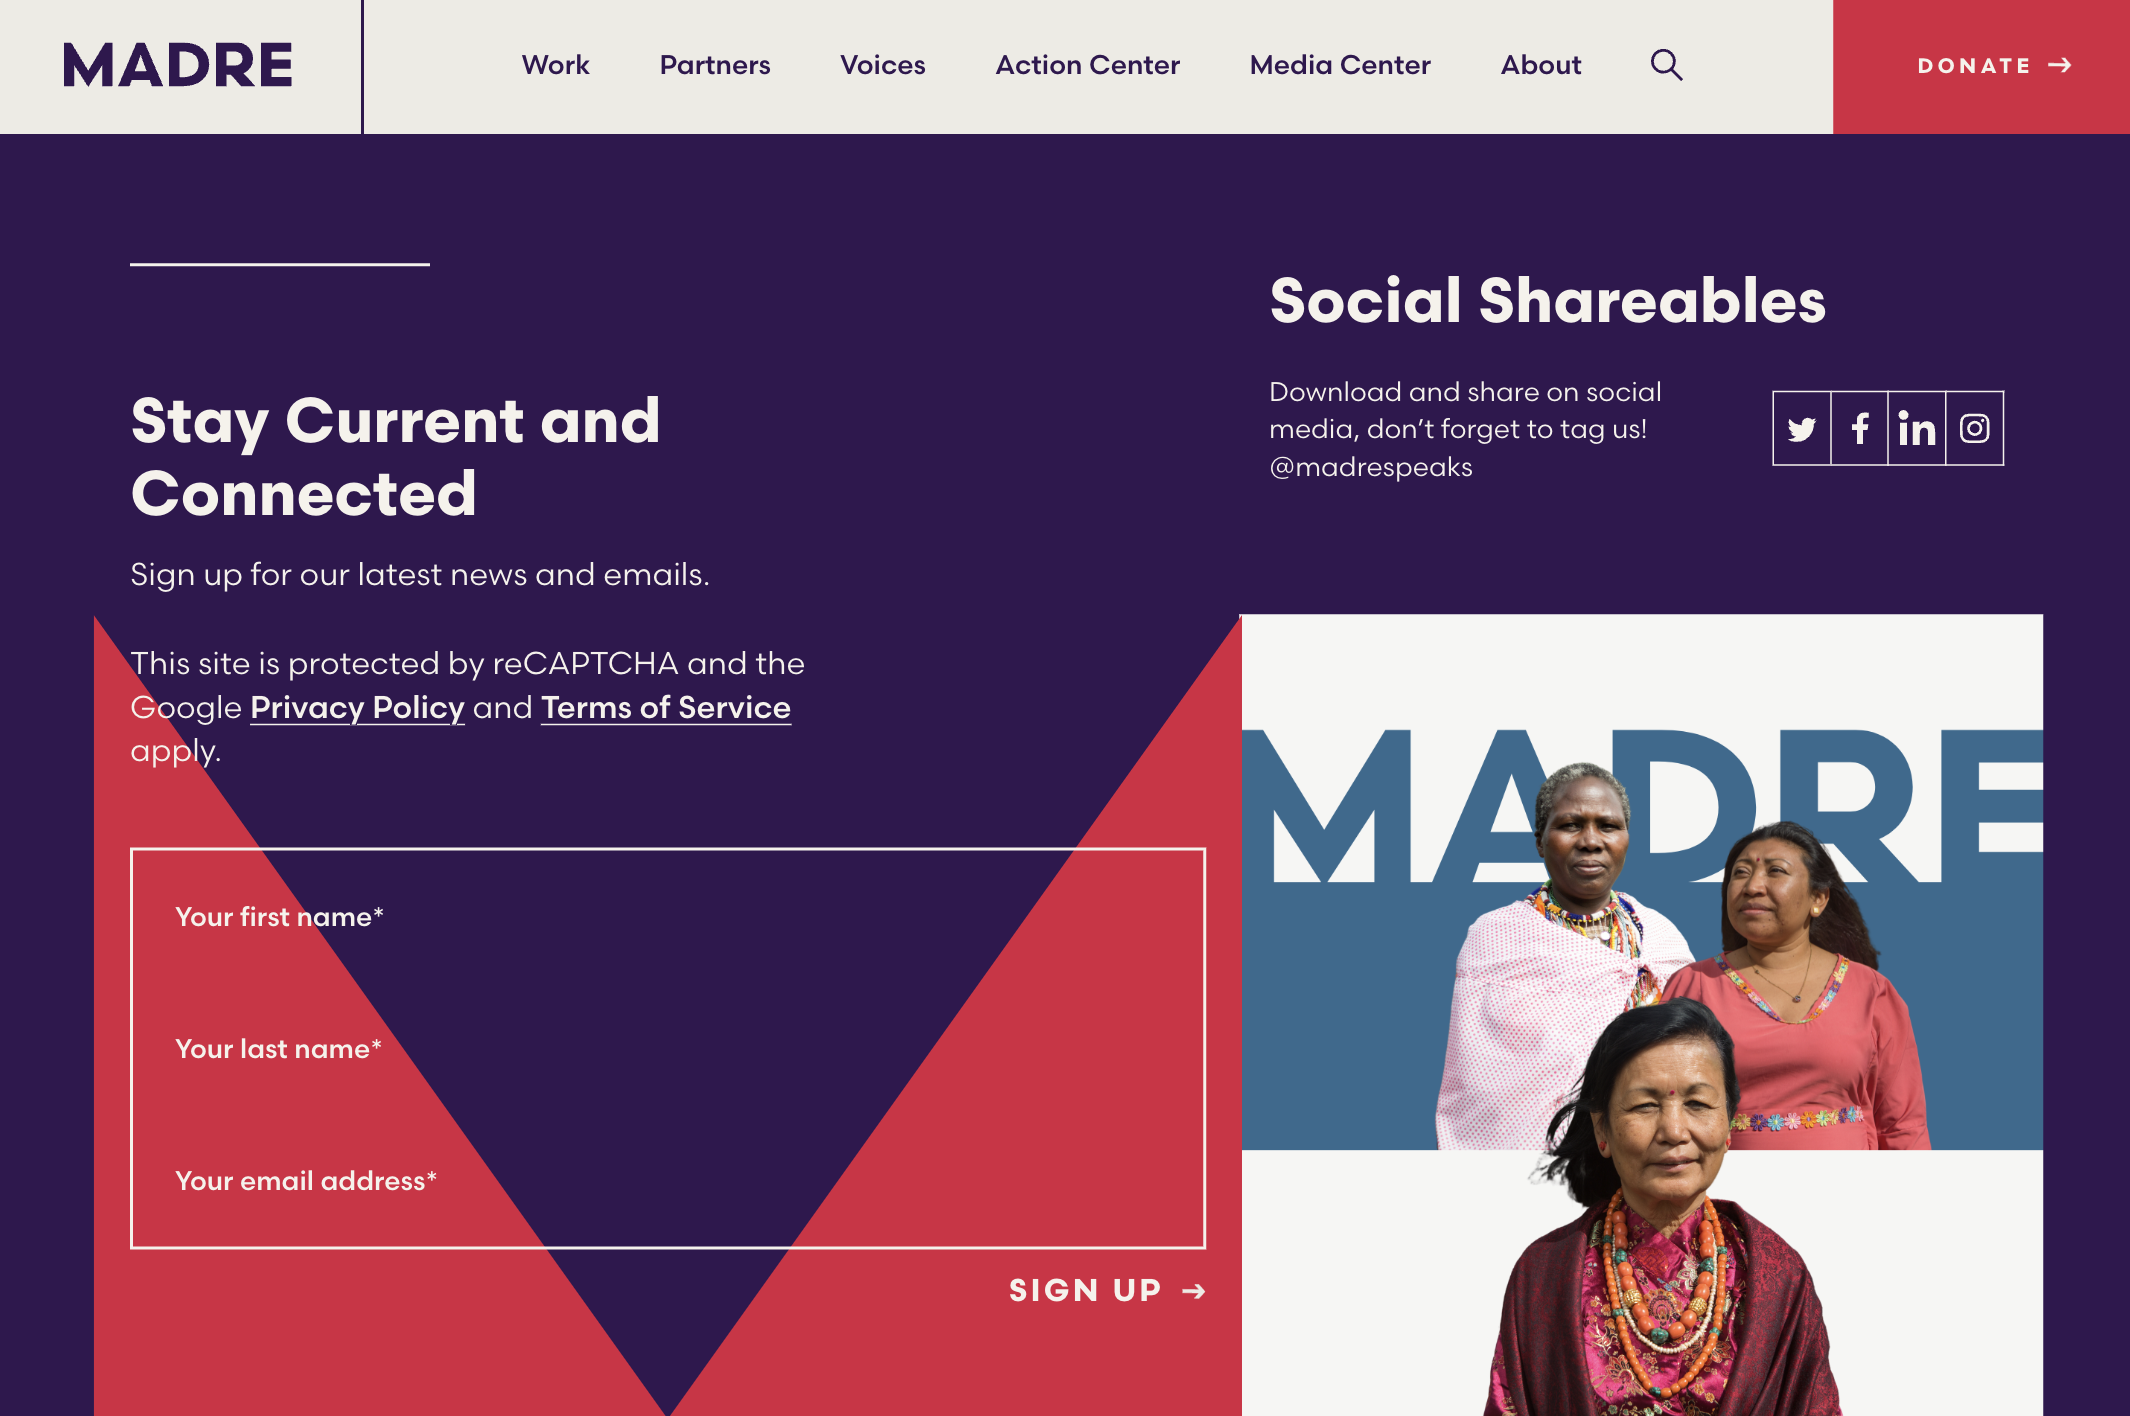 MADRE
Work
Partners
Voices
Action Center
Media Center
About
DONATE →
Stay Current and
Connected
Sign up for our latest news and emails.
This site is protected by reCAPTCHA and the
Google Privacy Policy and Terms of Service
apply.
Your first name*
Your last name*
Your email address*
SIGN UP →
Social Shareables
Download and share on social
media, don’t forget to tag us!
@madrespeaks
MADRE